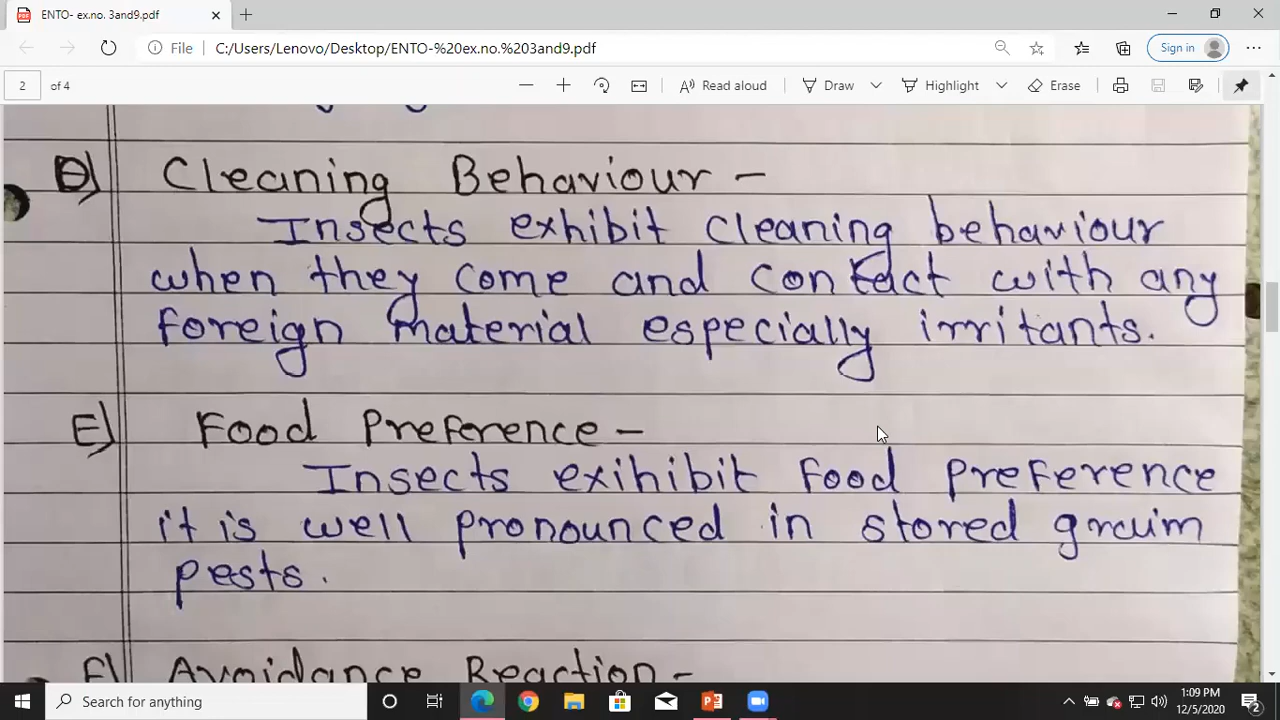 ENTO- ex.no. 3and9.pdf
File C:/Users/Lenovo/Desktop/ENTO-%20ex.no.%203and9.pdf Sign in
2 of 4 Read aloud Draw Highlight Erase
D) Cleaning Behaviour -
Insects exhibit cleaning behaviour
when they come and contact with any
foreign material especially irritants.
E) Food Preference -
Insects exihibit food preference
it is well pronounced in stored graim
pests.
F) Avoidance Reaction -
Search for anything
1:09 PM
12/5/2020
2